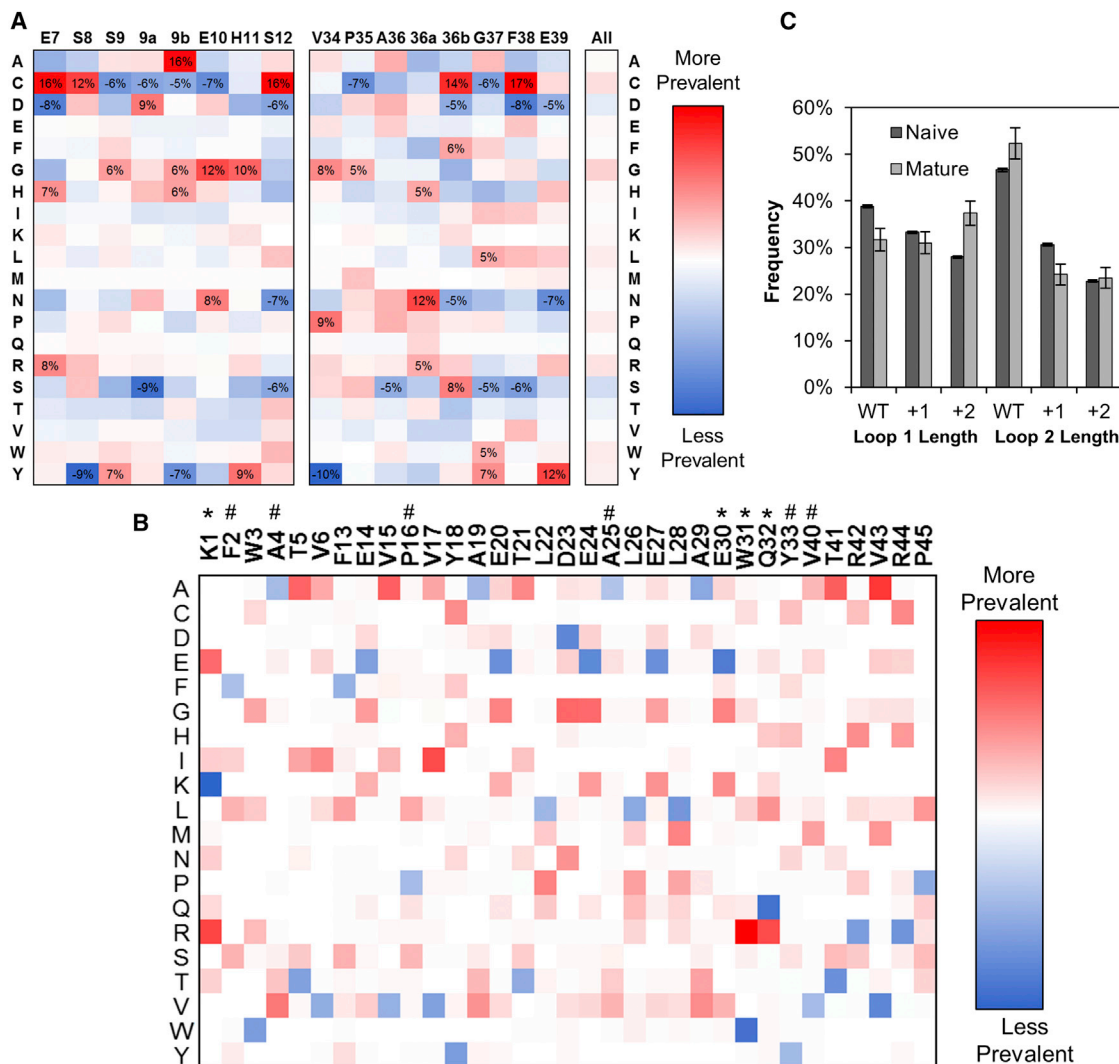 A
E7 S8 S9 9a 9b E10 H11 S12 V34 P35 A36 36a 36b G37 F38 E39 All
A 16% A
C 16% 12% -6% -6% -5% -7% 16% -7% 14% -6% 17% C
D -8% 9% -6% -5% -8% -5% D
E E
F 6% F
G 6% 6% 12% 10% 8% 5% G
H 7% 6% 5% H
I I
K K
L 5% L
M M
N 8% -7% 12% -5% -7% N
P 9% P
Q Q
R 8% 5% R
S -9% -6% -5% 8% -5% -6% S
T T
V V
W 5% W
Y -9% 7% -7% 9% -10% 7% 12% Y
More
Prevalent
Less
Prevalent
C
60%
50%
40%
30%
20%
10%
0%
Frequency
Naive
Mature
WT +1 +2 WT +1 +2
Loop 1 Length Loop 2 Length
B
* # # # # * * * # #
K1 F2 W3 A4 T5 V6 F13 E14 V15 P16 V17 Y18 A19 E20 T21 L22 D23 E24 A25 L26 E27 L28 A29 E30 W31 Q32 Y33 V40 T41 R42 V43 R44 P45
A
C
D
E
F
G
H
I
K
L
M
N
P
Q
R
S
T
V
W
Y
More
Prevalent
Less
Prevalent